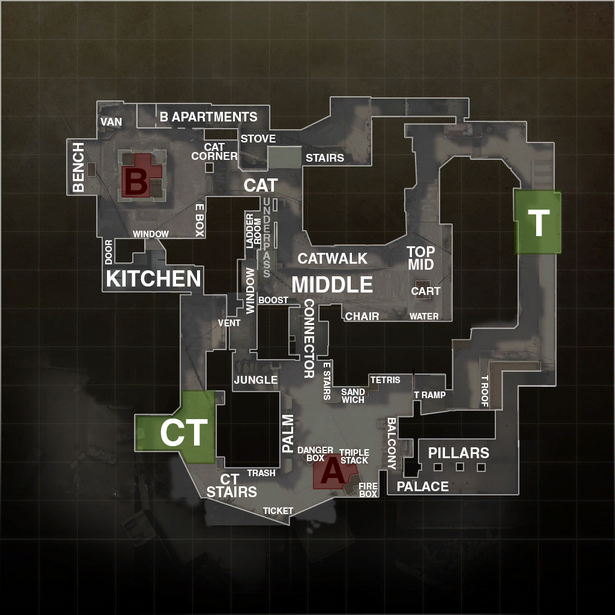 VAN
B APARTMENTS
STOVE
CAT
CORNER
STAIRS
BENCH
B
CAT
T
E BOX
UNDERPASS
LADDER
ROOM
WINDOW
DOOR
KITCHEN
CATWALK
TOP
MID
MIDDLE
WINDOW
CART
BOOST
CONNECTOR
CHAIR
WATER
VENT
JUNGLE
E STAIRS
TETRIS
SAND
WICH
T RAMP
T ROOF
CT
PALM
BALCONY
DANGER
BOX
TRIPLE
STACK
PILLARS
A
TRASH
CT
STAIRS
FIRE
BOX
PALACE
TICKET